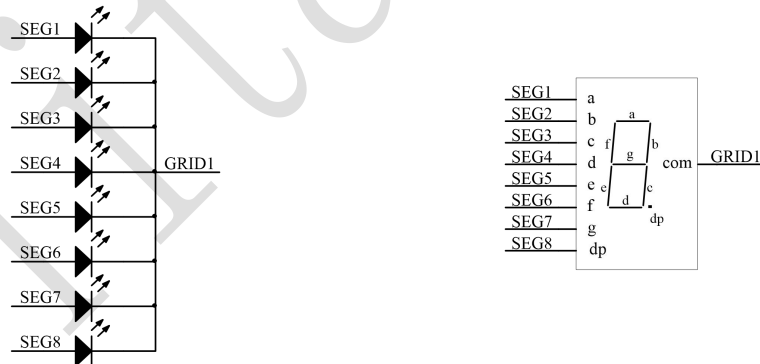 SEG1
SEG2
SEG3
SEG4
GRID1
SEG5
SEG6
SEG7
SEG8
SEG1 a
SEG2 b
SEG3 c
SEG4 d
SEG5 e
SEG6 f
SEG7 g
SEG8 dp
a
f b
g
e c
d
dp
com GRID1